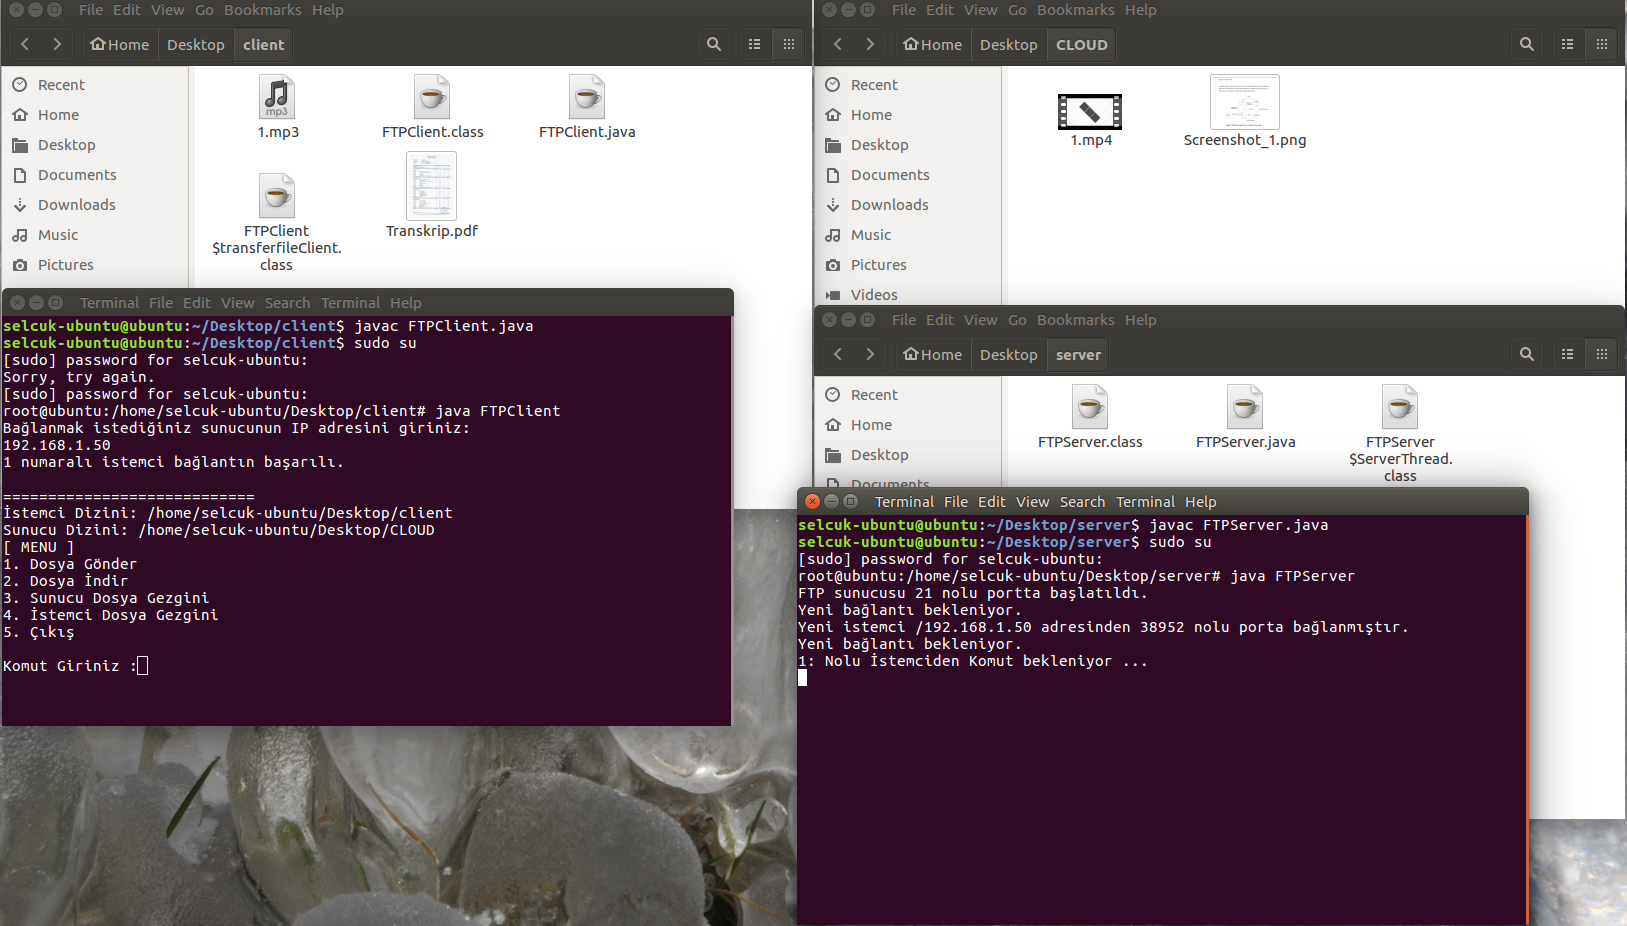 File Edit View Go Bookmarks Help
Home Desktop client
Recent
Home
Desktop
Documents
Downloads
Music
Pictures
1.mp3
FTPClient.class
FTPClient.java
FTPClient
$transferfileClient.
class
Transkrip.pdf
File Edit View Go Bookmarks Help
Home Desktop CLOUD
Recent
Home
Desktop
Documents
Downloads
Music
Pictures
Videos
1.mp4
Screenshot_1.png
Terminal File Edit View Search Terminal Help
selcuk-ubuntu@ubuntu:~/Desktop/client$ javac FTPClient.java
selcuk-ubuntu@ubuntu:~/Desktop/client$ sudo su
[sudo] password for selcuk-ubuntu:
Sorry, try again.
[sudo] password for selcuk-ubuntu:
root@ubuntu:/home/selcuk-ubuntu/Desktop/client# java FTPClient
Bağlanmak istediğiniz sunucunun IP adresini giriniz:
192.168.1.50
1 numaralı istemci bağlantın başarılı.
============================
İstemci Dizini: /home/selcuk-ubuntu/Desktop/client
Sunucu Dizini: /home/selcuk-ubuntu/Desktop/CLOUD
[ MENU ]
1. Dosya Gönder
2. Dosya İndir
3. Sunucu Dosya Gezgini
4. İstemci Dosya Gezgini
5. Çıkış
Komut Giriniz :
File Edit View Go Bookmarks Help
Home Desktop server
Recent
Home
Desktop
Documents
FTPServer.class
FTPServer.java
FTPServer
$ServerThread.
class
Terminal File Edit View Search Terminal Help
selcuk-ubuntu@ubuntu:~/Desktop/server$ javac FTPServer.java
selcuk-ubuntu@ubuntu:~/Desktop/server$ sudo su
[sudo] password for selcuk-ubuntu:
root@ubuntu:/home/selcuk-ubuntu/Desktop/server# java FTPServer
FTP sunucusu 21 nolu portta başlatıldı.
Yeni bağlantı bekleniyor.
Yeni istemci /192.168.1.50 adresinden 38952 nolu porta bağlanmıştır.
Yeni bağlantı bekleniyor.
1: Nolu İstemciden Komut bekleniyor ...